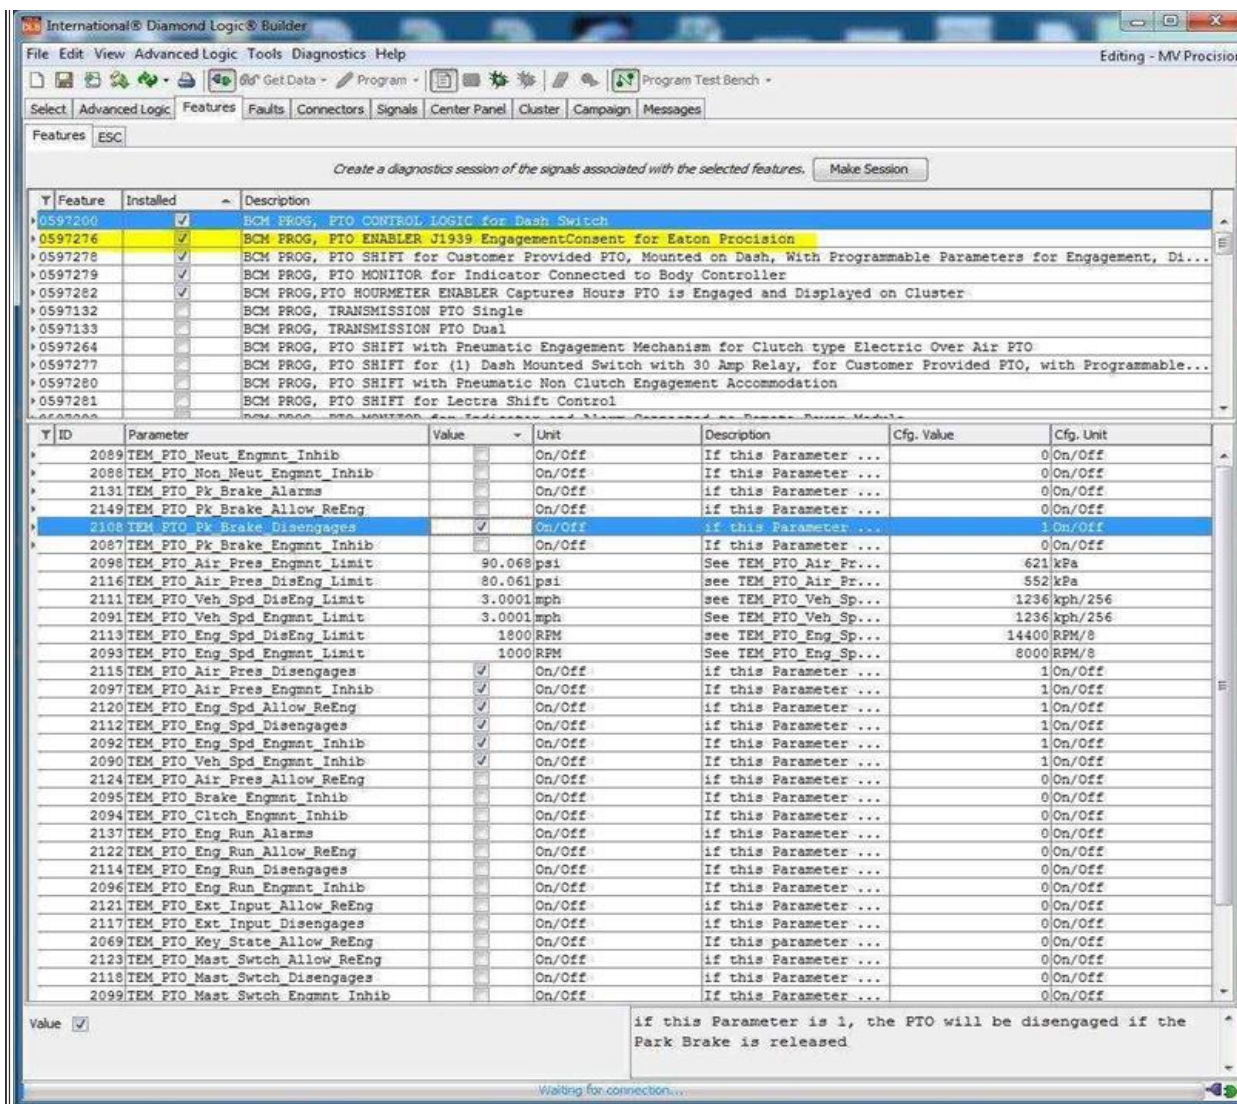 International® Diamond Logic® Builder
File Edit View Advanced Logic Tools Diagnostics Help Editing - MV Procision
Get Data Program Program Test Bench
Select Advanced Logic Features Faults Connectors Signals Center Panel Cluster Campaign Messages
Features ESC
Create a diagnostics session of the signals associated with the selected features. Make Session
Feature Installed Description
0597200 BCM PROG, PTO CONTROL LOGIC for Dash Switch
0597276 BCM PROG, PTO ENABLER J1939 EngagementConsent for Eaton Procision
0597278 BCM PROG, PTO SHIFT for Customer Provided PTO, Mounted on Dash, With Programmable Parameters for Engagement, Di...
0597279 BCM PROG, PTO MONITOR for Indicator Connected to Body Controller
0597282 BCM PROG,PTO HOURMETER ENABLER Captures Hours PTO is Engaged and Displayed on Cluster
0597132 BCM PROG, TRANSMISSION PTO Single
0597133 BCM PROG, TRANSMISSION PTO Dual
0597264 BCM PROG, PTO SHIFT with Pneumatic Engagement Mechanism for Clutch type Electric Over Air PTO
0597277 BCM PROG, PTO SHIFT for (1) Dash Mounted Switch with 30 Amp Relay, for Customer Provided PTO, with Programmable...
0597280 BCM PROG, PTO SHIFT with Pneumatic Non Clutch Engagement Accommodation
0597281 BCM PROG, PTO SHIFT for Lectra Shift Control
ID Parameter Value Unit Description Cfg. Value Cfg. Unit
2089 TEM_PTO_Neut_Engmnt_Inhib On/Off If this Parameter ... 0 On/Off
2088 TEM_PTO_Non_Neut_Engmnt_Inhib On/Off If this Parameter ... 0 On/Off
2131 TEM_PTO_Pk_Brake_Alarms On/Off if this Parameter ... 0 On/Off
2149 TEM_PTO_Pk_Brake_Allow_ReEng On/Off if this Parameter ... 0 On/Off
2108 TEM_PTO_Pk_Brake_Disengages On/Off if this Parameter ... 1 On/Off
2087 TEM_PTO_Pk_Brake_Engmnt_Inhib On/Off If this Parameter ... 0 On/Off
2098 TEM_PTO_Air_Pres_Engmnt_Limit 90.068 psi See TEM_PTO_Air_Pr... 621 kPa
2116 TEM_PTO_Air_Pres_DisEng_Limit 80.061 psi see TEM_PTO_Air_Pr... 552 kPa
2111 TEM_PTO_Veh_Spd_DisEng_Limit 3.0001 mph see TEM_PTO_Veh_Sp... 1236 kph/256
2091 TEM_PTO_Veh_Spd_Engmnt_Limit 3.0001 mph See TEM_PTO_Veh_Sp... 1236 kph/256
2113 TEM_PTO_Eng_Spd_DisEng_Limit 1800 RPM see TEM_PTO_Eng_Sp... 14400 RPM/8
2093 TEM_PTO_Eng_Spd_Engmnt_Limit 1000 RPM See TEM_PTO_Eng_Sp... 8000 RPM/8
2115 TEM_PTO_Air_Pres_Disengages On/Off if this Parameter ... 1 On/Off
2097 TEM_PTO_Air_Pres_Engmnt_Inhib On/Off If this Parameter ... 1 On/Off
2120 TEM_PTO_Eng_Spd_Allow_ReEng On/Off if this Parameter ... 1 On/Off
2112 TEM_PTO_Eng_Spd_Disengages On/Off if this Parameter ... 1 On/Off
2092 TEM_PTO_Eng_Spd_Engmnt_Inhib On/Off If this Parameter ... 1 On/Off
2090 TEM_PTO_Veh_Spd_Engmnt_Inhib On/Off If this Parameter ... 1 On/Off
2124 TEM_PTO_Air_Pres_Allow_ReEng On/Off if this Parameter ... 0 On/Off
2095 TEM_PTO_Brake_Engmnt_Inhib On/Off If this Parameter ... 0 On/Off
2094 TEM_PTO_Cltch_Engmnt_Inhib On/Off If this Parameter ... 0 On/Off
2137 TEM_PTO_Eng_Run_Alarms On/Off if this Parameter ... 0 On/Off
2122 TEM_PTO_Eng_Run_Allow_ReEng On/Off if this Parameter ... 0 On/Off
2114 TEM_PTO_Eng_Run_Disengages On/Off if this Parameter ... 0 On/Off
2096 TEM_PTO_Eng_Run_Engmnt_Inhib On/Off If this Parameter ... 0 On/Off
2121 TEM_PTO_Ext_Input_Allow_ReEng On/Off if this Parameter ... 0 On/Off
2117 TEM_PTO_Ext_Input_Disengages On/Off if this Parameter ... 0 On/Off
2069 TEM_PTO_Key_State_Allow_ReEng On/Off If this parameter ... 0 On/Off
2123 TEM_PTO_Mast_Swtch_Allow_ReEng On/Off if this Parameter ... 0 On/Off
2118 TEM_PTO_Mast_Swtch_Disengages On/Off if this Parameter ... 0 On/Off
2099 TEM_PTO_Mast_Swtch_Engmnt_Inhib On/Off If this Parameter ... 0 On/Off
Value if this Parameter is 1, the PTO will be disengaged if the
Park Brake is released
Waiting for connection...